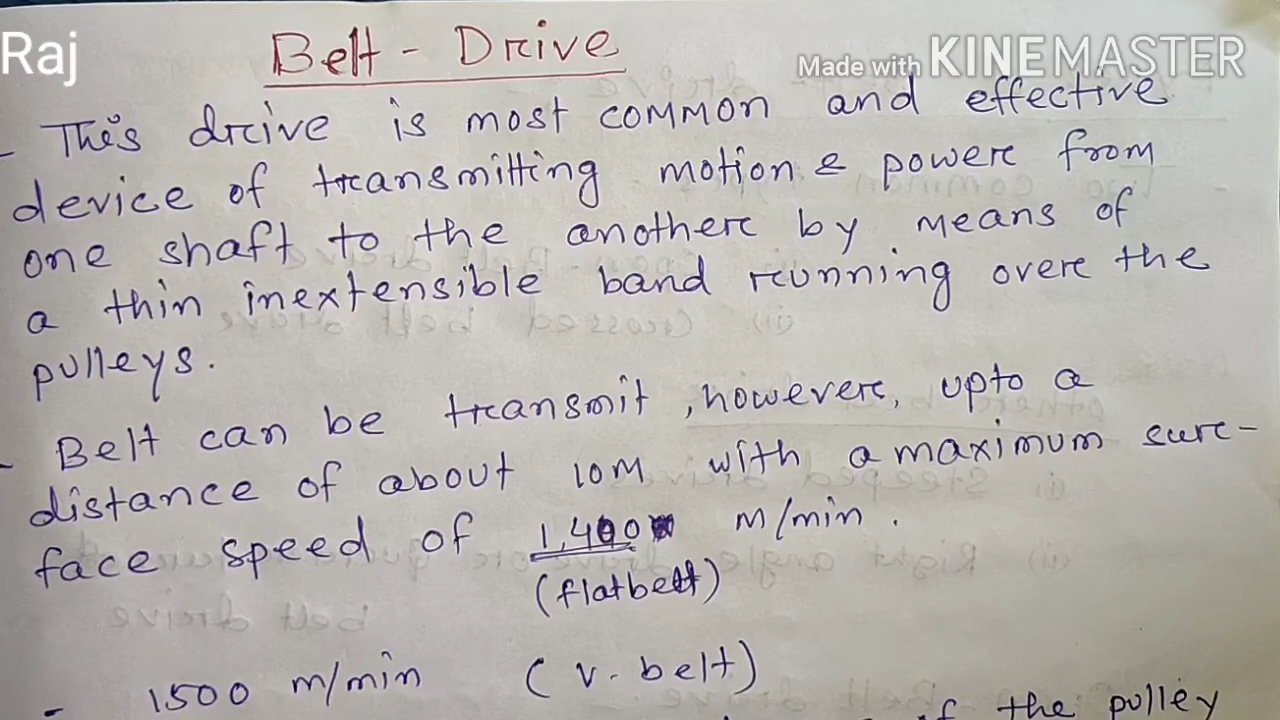 Raj
Made with KINEMASTER
Belt - Drive
- This drive is most common and effective
device of transmitting motion & power from
one shaft to the another by means of
a thin inextensible band running over the
pulleys.
- Belt can be transmit, however, upto a
distance of about 10M with a maximum sur-
face speed of 1,400 m/min.
(flatbelt)
- 1500 m/min (v-belt)
of the pulley